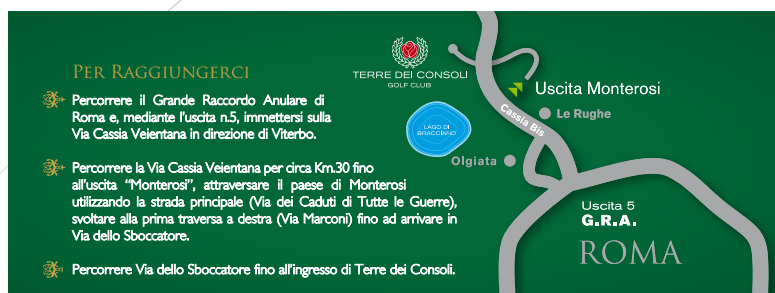 PER RAGGIUNGERCI
Percorrere il Grande Raccordo Anulare di
Roma e, mediante l'uscita n.5, immettersi sulla
Via Cassia Veientana in direzione di Viterbo.
Percorrere la Via Cassia Veientana per circa Km.30 fino
all'uscita “Monterosi”, attraversare il paese di Monterosi
utilizzando la strada principale (Via dei Caduti di Tutte le Guerre),
svoltare alla prima traversa a destra (Via Marconi) fino ad arrivare in
Via dello Sboccatore.
Percorrere Via dello Sboccatore fino all'ingresso di Terre dei Consoli.
TERRE DEI CONSOLI
GOLF CLUB
Uscita Monterosi
Le Rughe
Cassia Bis
LAGO DI
BRACCIANO
Olgiata
Uscita 5
G.R.A.
ROMA